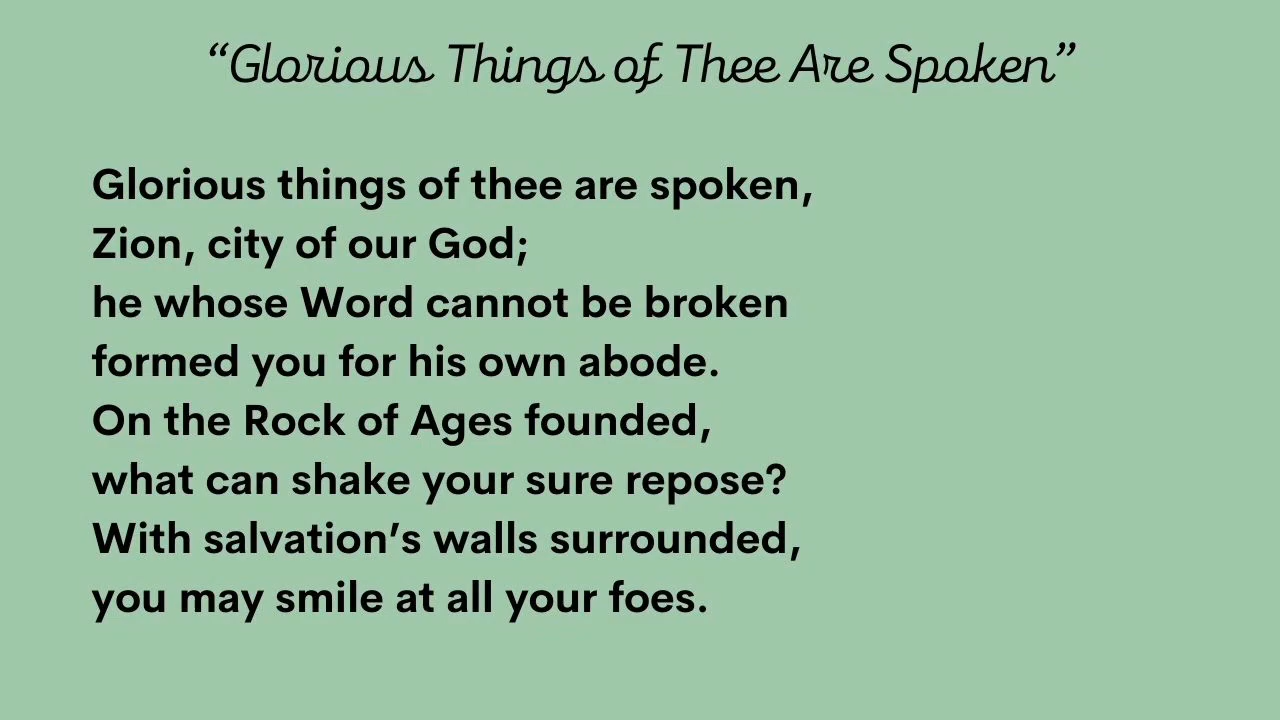 “Glorious Things of Thee Are Spoken”
Glorious things of thee are spoken,
Zion, city of our God;
he whose Word cannot be broken
formed you for his own abode.
On the Rock of Ages founded,
what can shake your sure repose?
With salvation’s walls surrounded,
you may smile at all your foes.